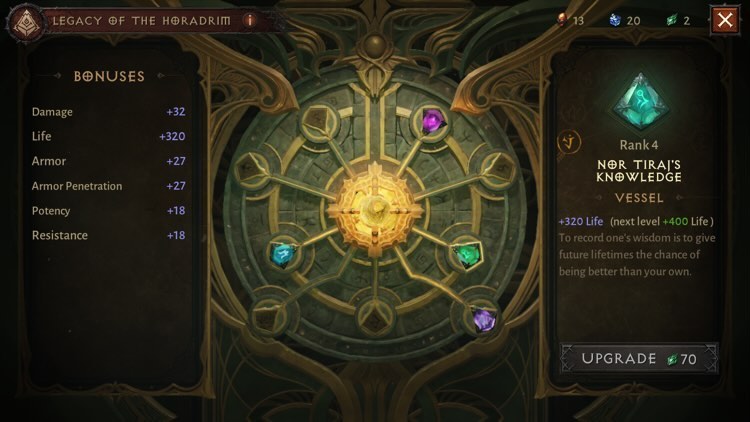 LEGACY OF THE HORADRIM i
13 20 2
BONUSES
Damage +32
Life +320
Armor +27
Armor Penetration +27
Potency +18
Resistance +18
Rank 4
NOR TIRAJ'S
KNOWLEDGE
VESSEL
+320 Life (next level +400 Life )
To record one's wisdom is to give
future lifetimes the chance of
being better than your own.
UPGRADE 70